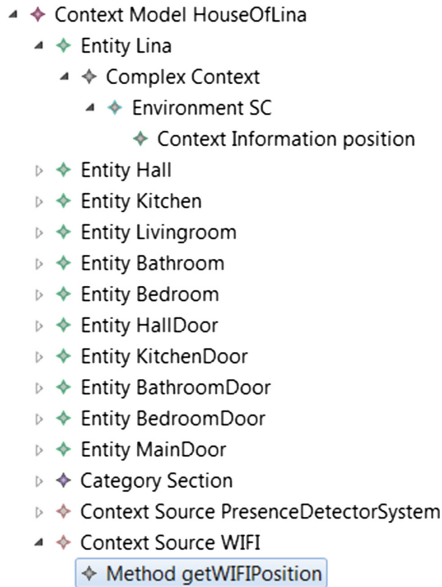 Context Model HouseOfLina
Entity Lina
Complex Context
Environment SC
Context Information position
Entity Hall
Entity Kitchen
Entity Livingroom
Entity Bathroom
Entity Bedroom
Entity HallDoor
Entity KitchenDoor
Entity BathroomDoor
Entity BedroomDoor
Entity MainDoor
Category Section
Context Source PresenceDetectorSystem
Context Source WIFI
Method getWIFIPosition